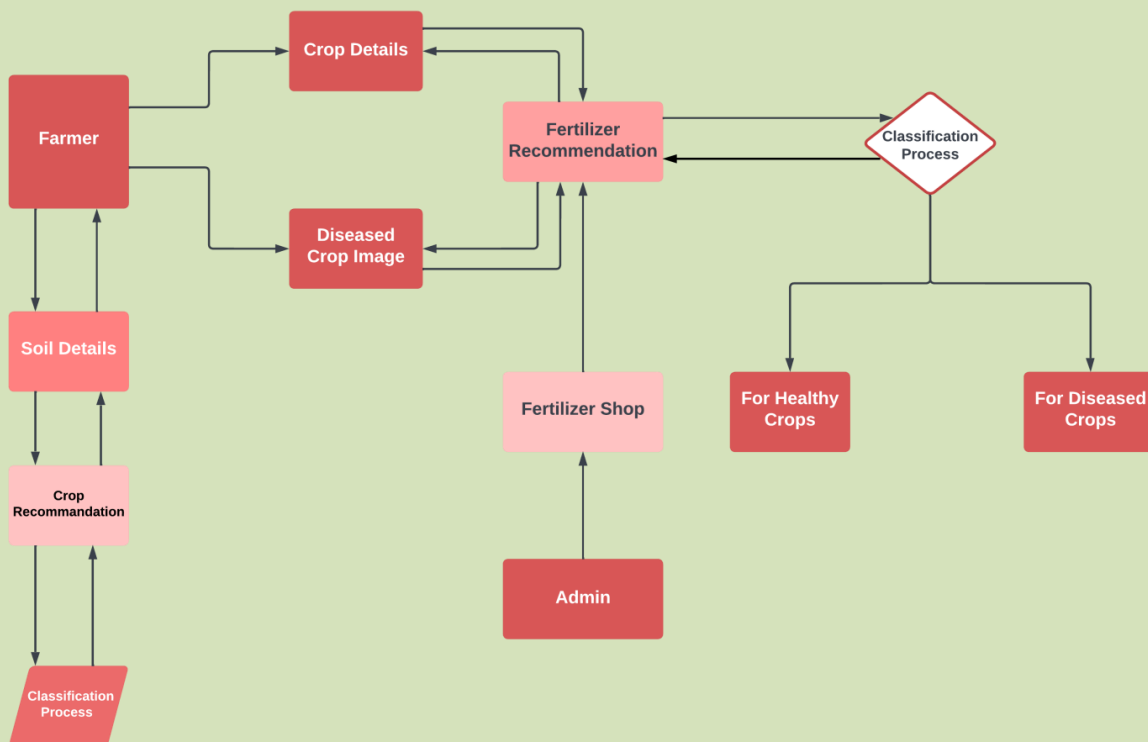 Crop Details
Farmer
Fertilizer
Recommendation
Classification
Process
Diseased
Crop Image
Soil Details
Fertilizer Shop
For Healthy
Crops
For Diseased
Crops
Crop
Recommandation
Admin
Classification
Process